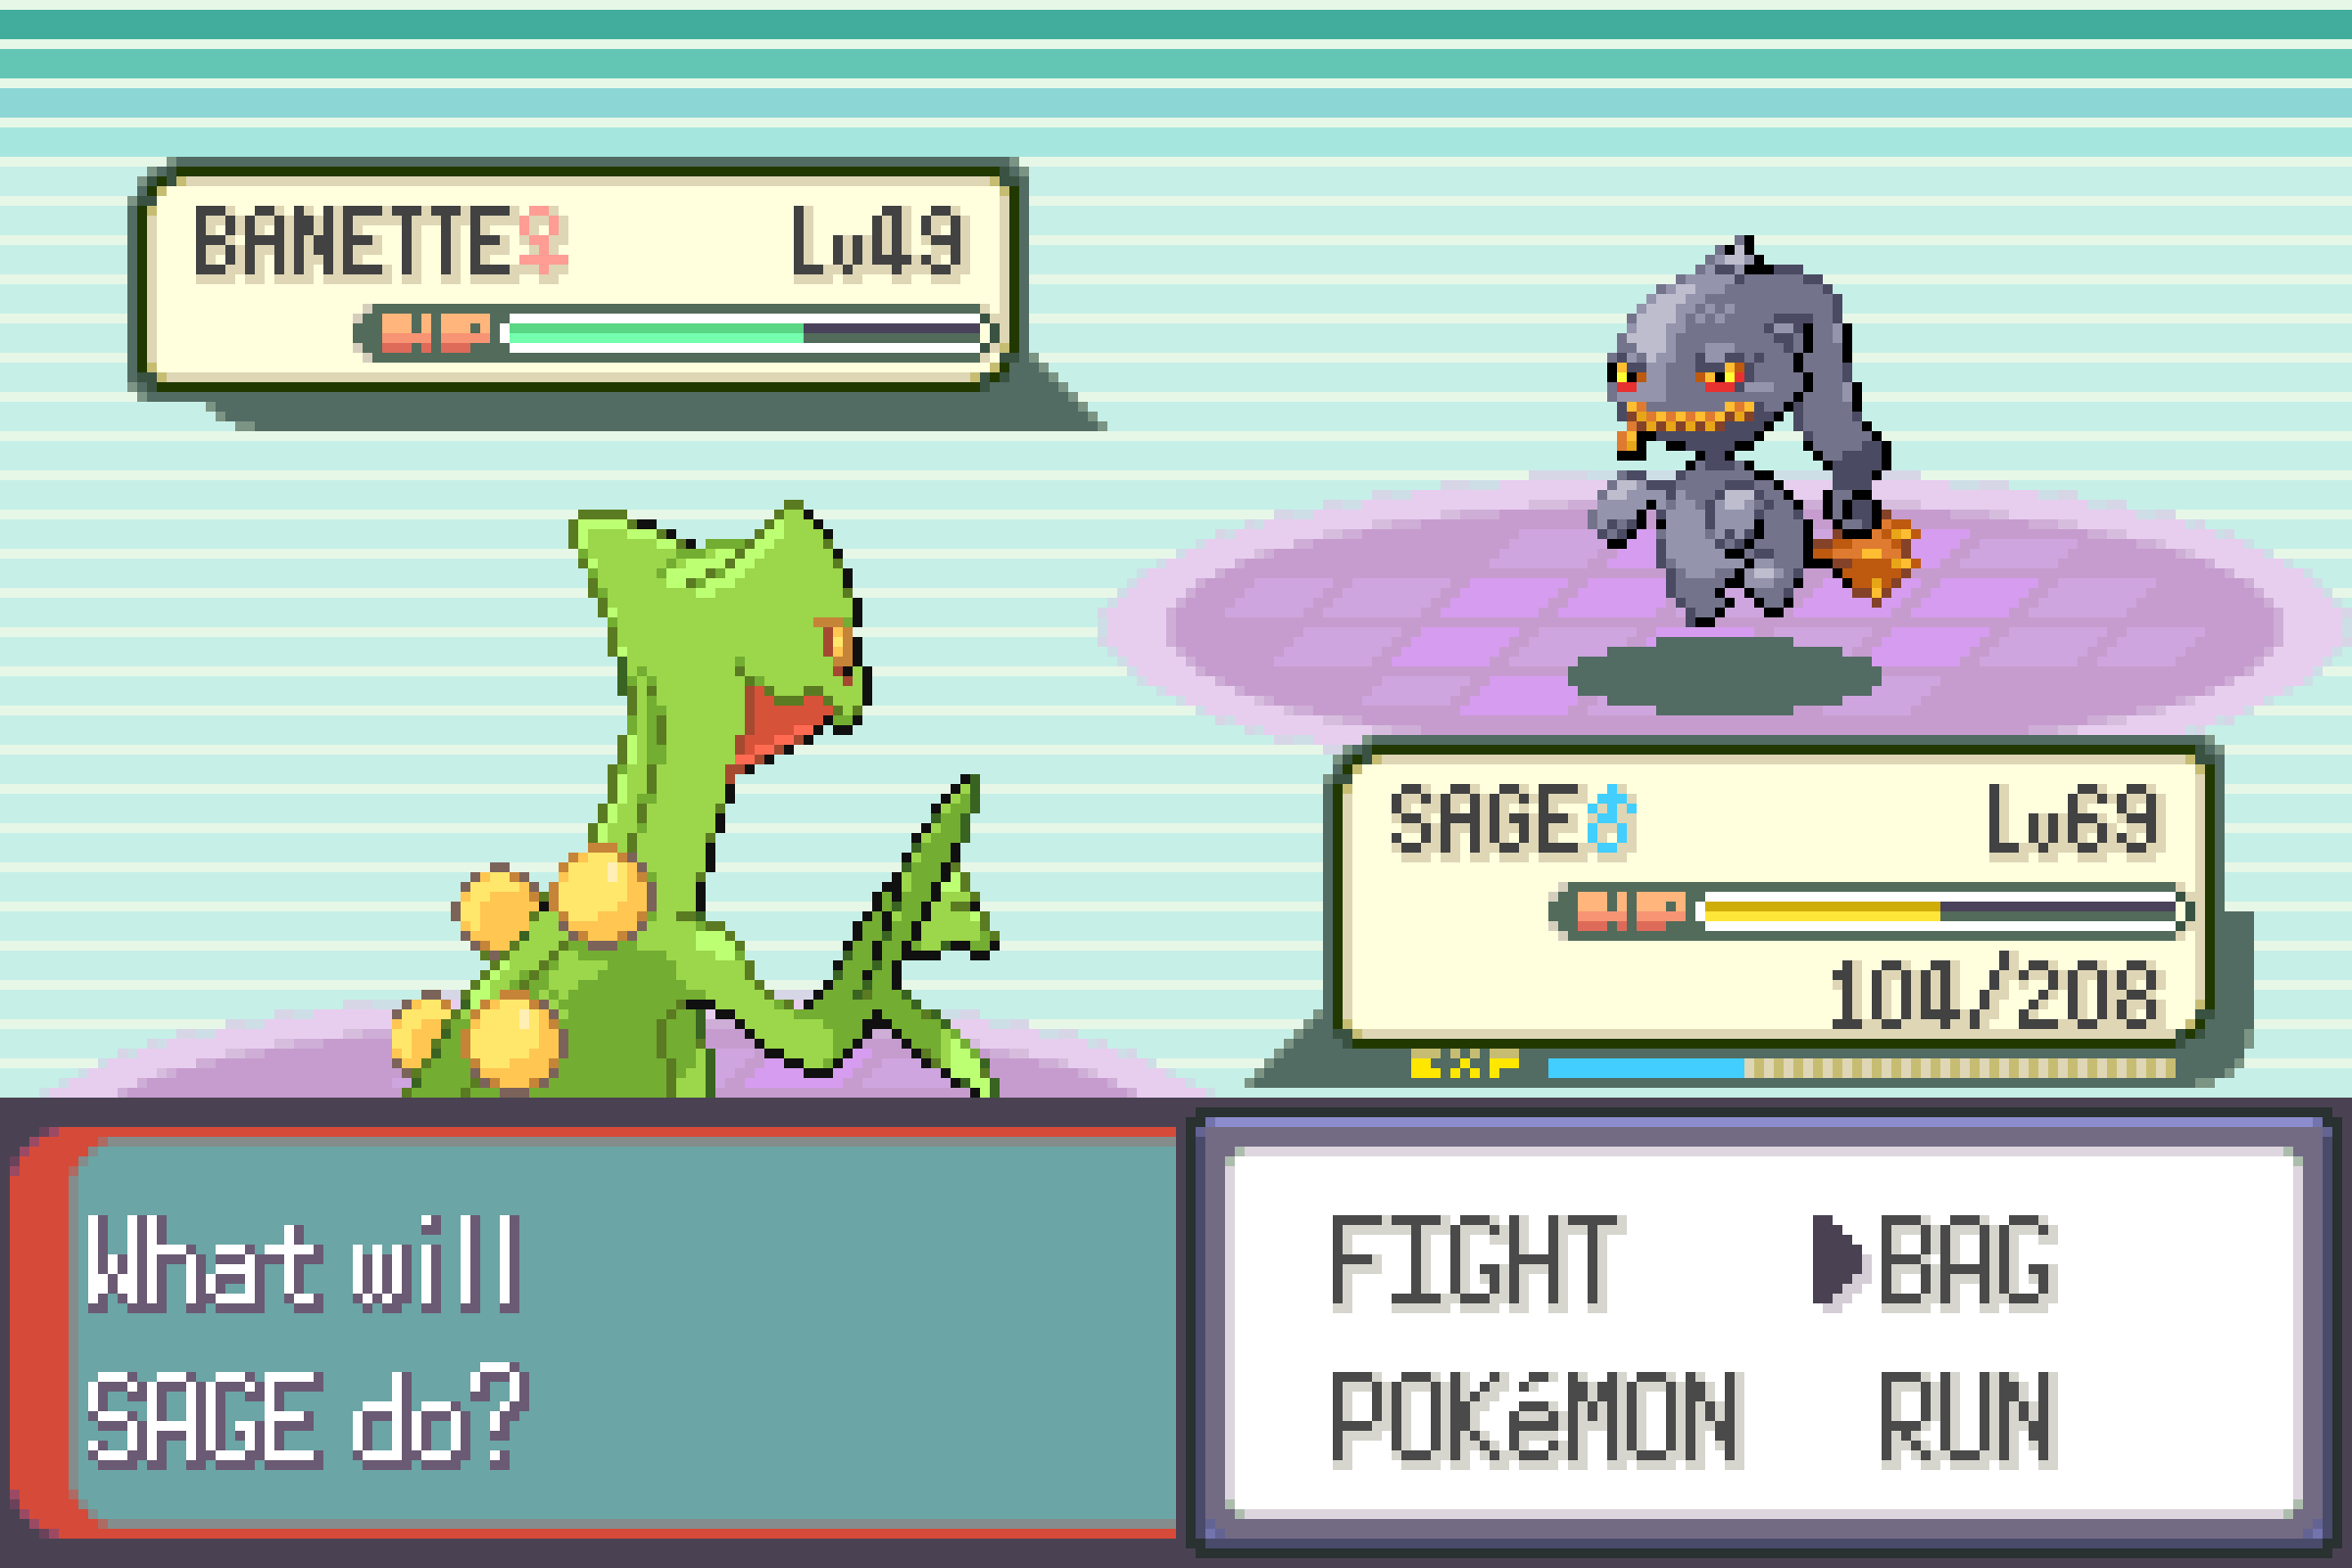 BANETTE♀ Lv49
HP
SAGE♂ Lv69
HP
104/208
EXP
What will
SAGE do?
FIGHT ▶BAG
POKéMON RUN